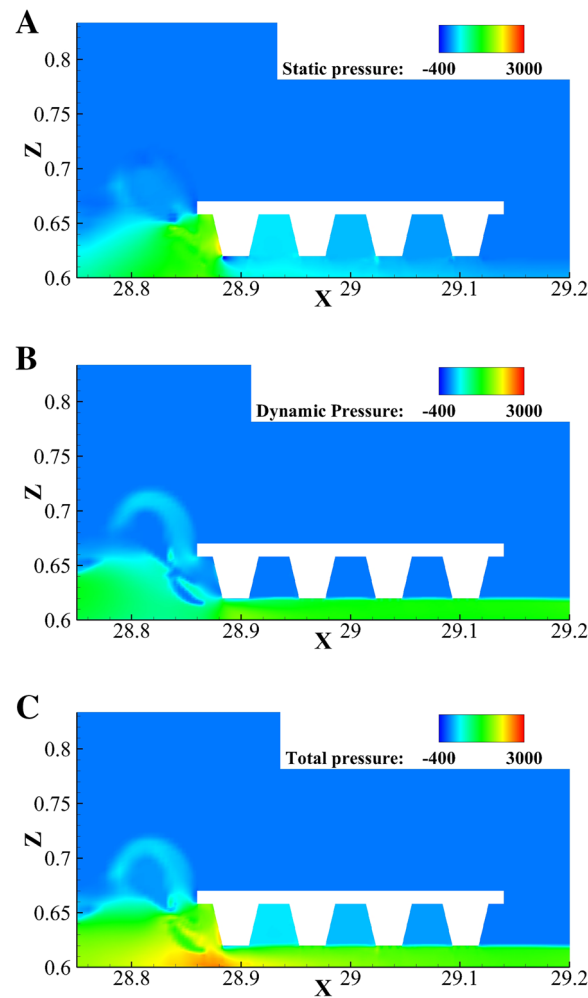 A
0.8
Static pressure: -400 3000
0.75
Z
0.7
0.65
0.6
28.8 28.9 29 29.1 29.2
X
B
0.8
Dynamic Pressure: -400 3000
0.75
Z
0.7
0.65
0.6
28.8 28.9 29 29.1 29.2
X
C
0.8
Total pressure: -400 3000
0.75
Z
0.7
0.65
0.6
28.8 28.9 29 29.1 29.2
X